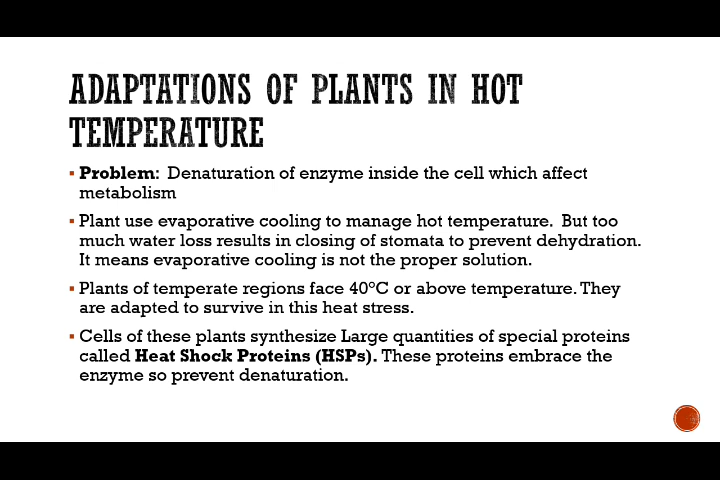 ADAPTATIONS OF PLANTS IN HOT
TEMPERATURE
▪ Problem: Denaturation of enzyme inside the cell which affect
metabolism
▪ Plant use evaporative cooling to manage hot temperature. But too
much water loss results in closing of stomata to prevent dehydration.
It means evaporative cooling is not the proper solution.
▪ Plants of temperate regions face 40°C or above temperature. They
are adapted to survive in this heat stress.
▪ Cells of these plants synthesize Large quantities of special proteins
called Heat Shock Proteins (HSPs). These proteins embrace the
enzyme so prevent denaturation.